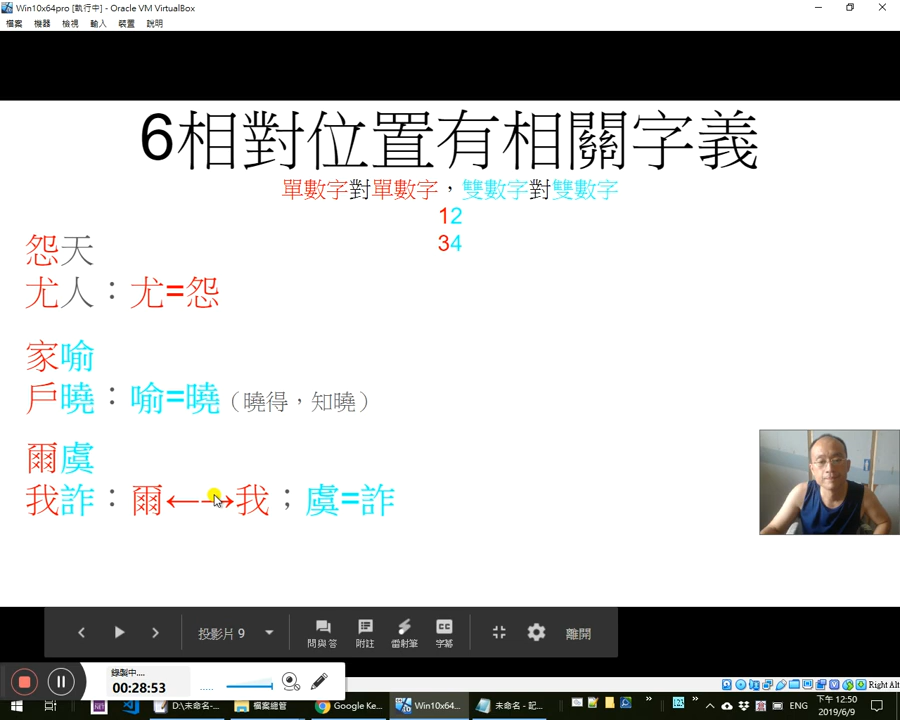 Win10x64pro [執行中] - Oracle VM VirtualBox
檔案 機器 檢視 輸入 裝置 說明
6相對位置有相關字義
單數字對單數字，雙數字對雙數字
12
34
怨天
尤人：尤=怨
家喻
戶曉：喻=曉（曉得，知曉）
爾虞
我詐：爾←→我；虞=詐
投影片 9
問與答 附註 雷射筆 字幕 離開
錄製中....
00:28:53
D:\未命名-... 檔案總管 Google Ke... Win10x64... 未命名 - 記... ENG
Right Alt
下午 12:50
2019/6/9